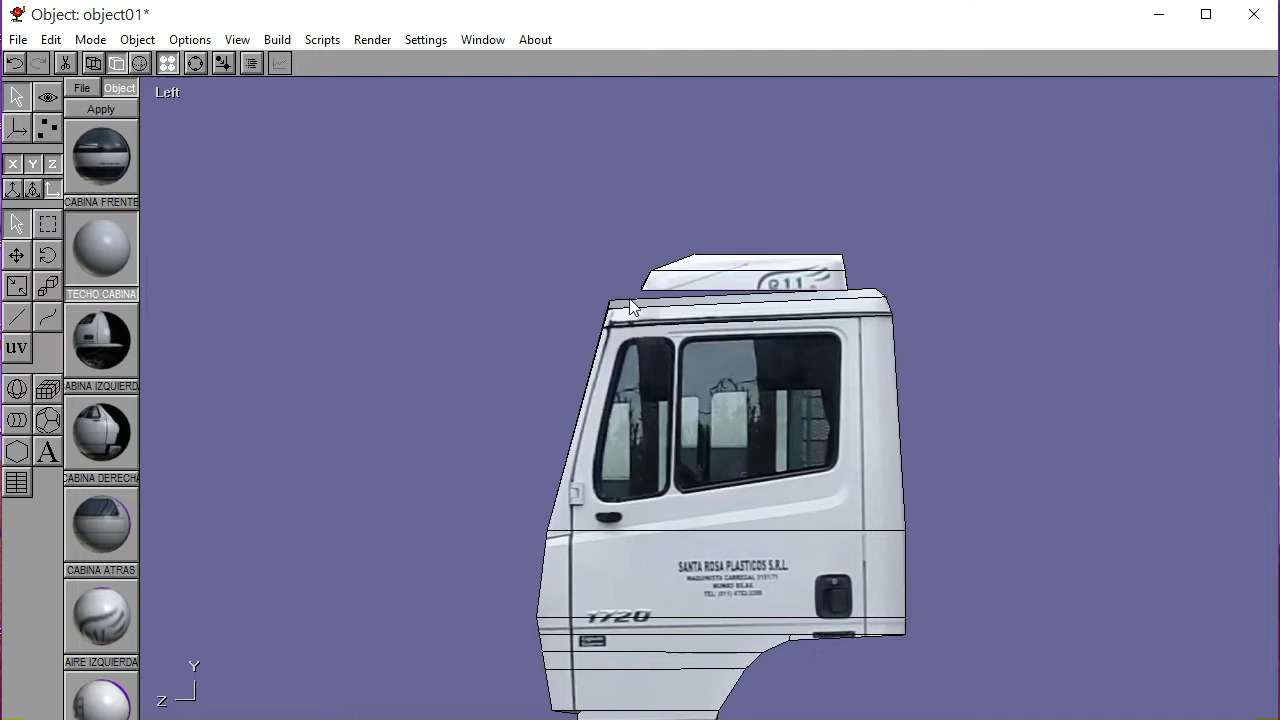 Object: object01*
File Edit Mode Object Options View Build Scripts Render Settings Window About
File Object
Left
Apply
X Y Z
CABINA FRENTE
TECHO CABINA
811
uv
ABINA IZQUIERD
A
CABINA DERECHA
CABINA ATRAS
SANTA ROSA PLASTICOS S.R.L.
1720
AIRE IZQUIERDA
Y
Z